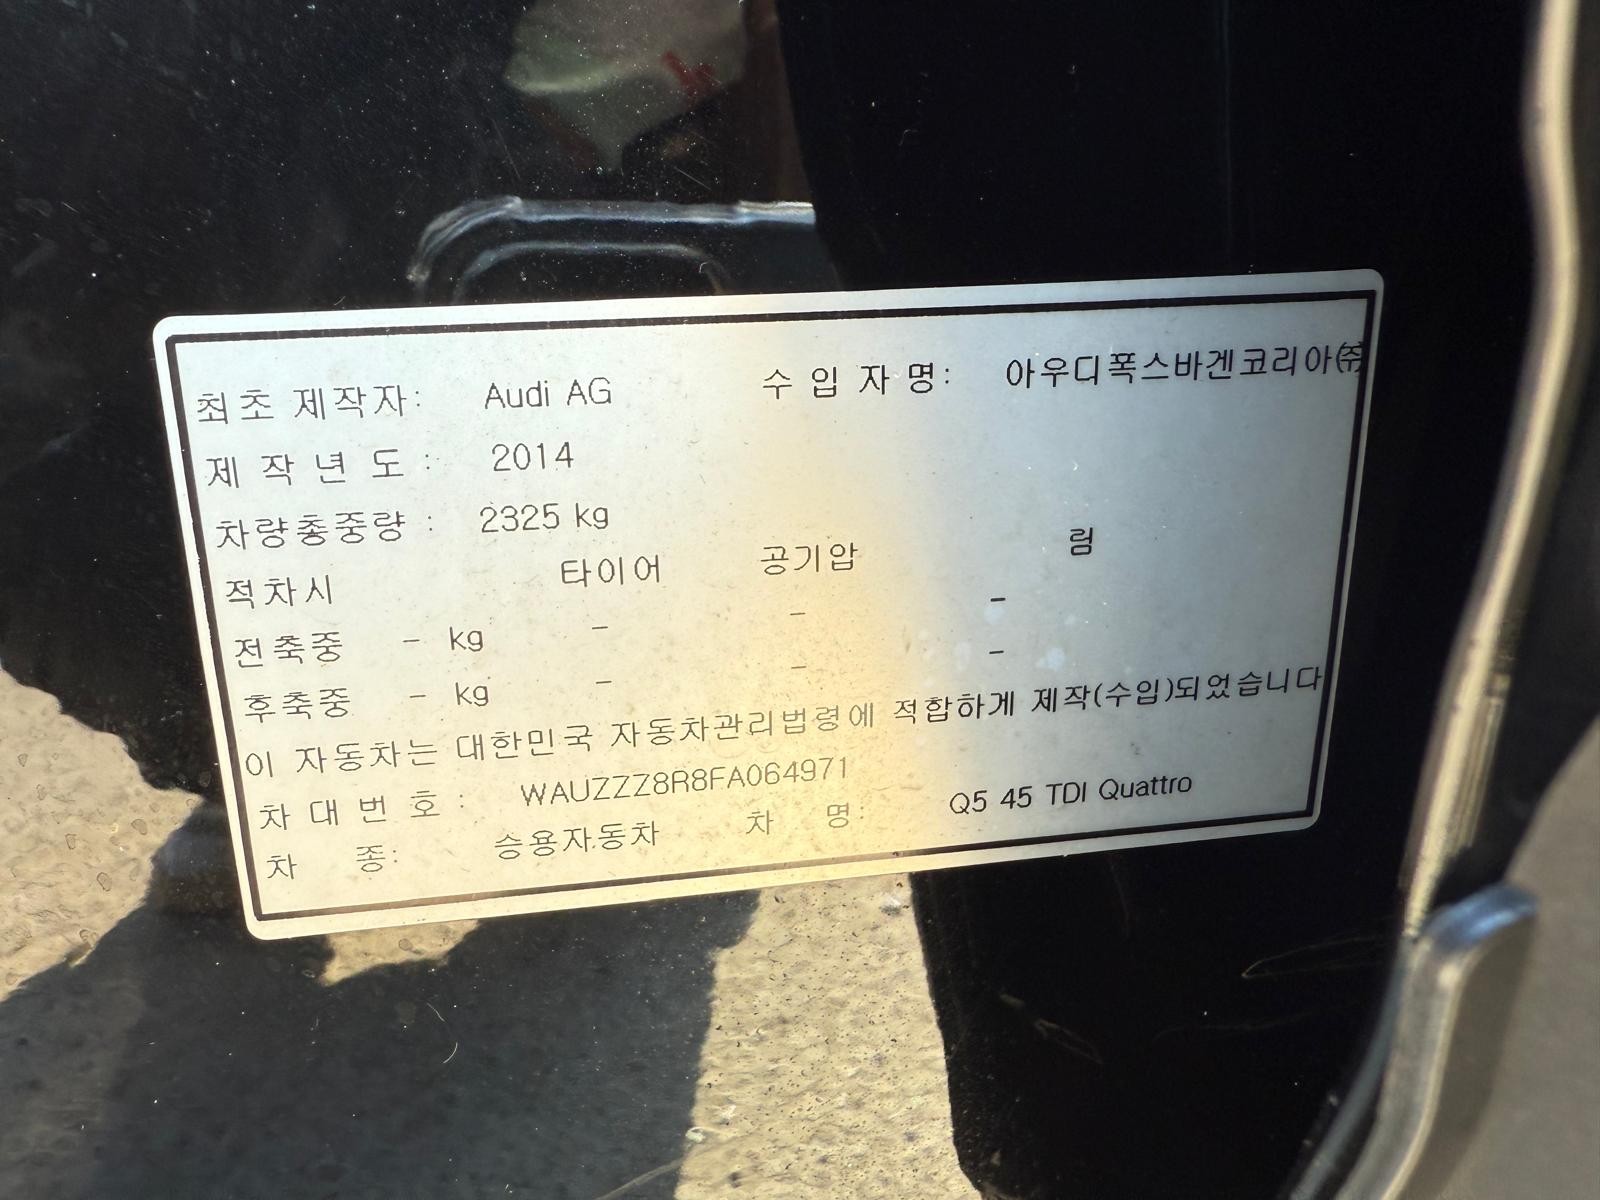 최초 제작자: Audi AG 수 입 자 명: 아우디폭스바겐코리아㈜
제 작 년 도 : 2014
차량총중량 : 2325 kg
적차시 타이어 공기압 림
전축중 - kg - - -
후축중 - kg - - -
이 자동차는 대한민국 자동차관리법령에 적합하게 제작(수입)되었습니다
차 대 번 호 : WAUZZZ8R8FA064971
차 종: 승용자동차 차 명: Q5 45 TDI Quattro